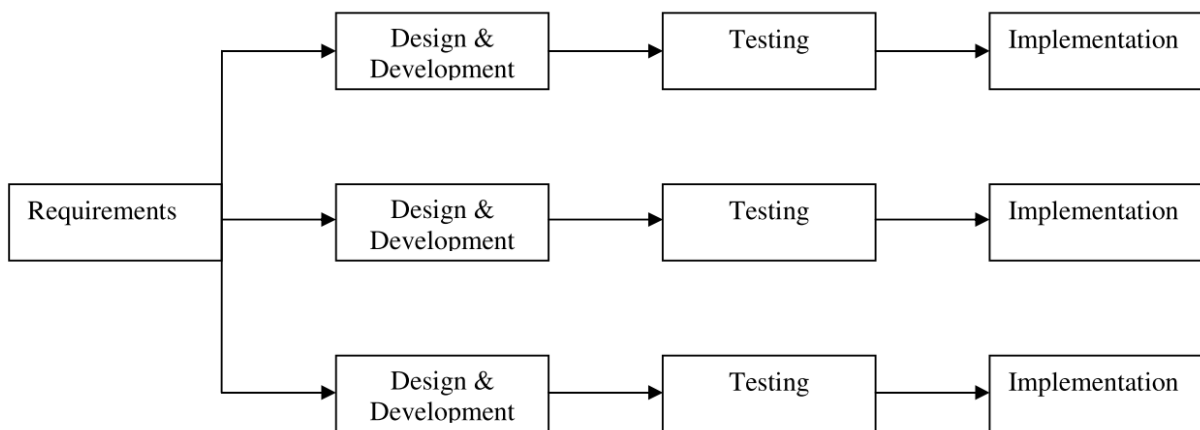 Design &
Development
Testing
Implementation
Requirements
Design &
Development
Testing
Implementation
Design &
Development
Testing
Implementation